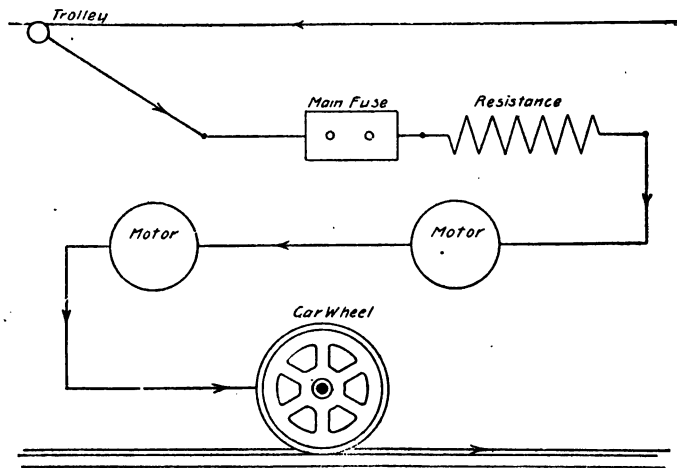 Trolley
Main Fuse
Resistance
Motor
Motor
Car Wheel